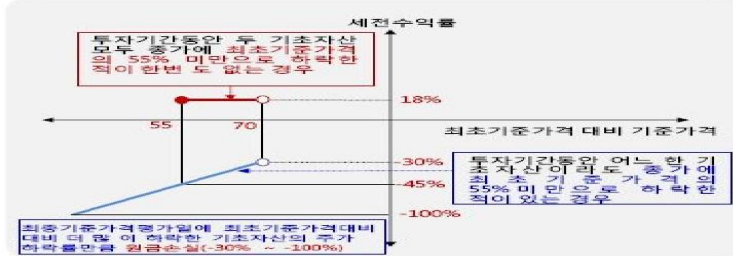 세전수익률
투자기간동안 두 기초자산
모두 종가에 최초기준가격
의 55% 미만으로 하락한
적이 한번 도 없는 경우
18%
55
70
최초기준가격 대비 기준가격
-30%
투자기간동안 어느 한 기
초자산이라도 종가에
최초기준가격의
55%미만으로 하락한
적이 있는 경우
-45%
-100%
최종기준가격평가일에 최초기준가격대비
대비 더 많 이 하락한 기초자산의 주가
하락률만큼 원금손실(-30% ~ -100%)